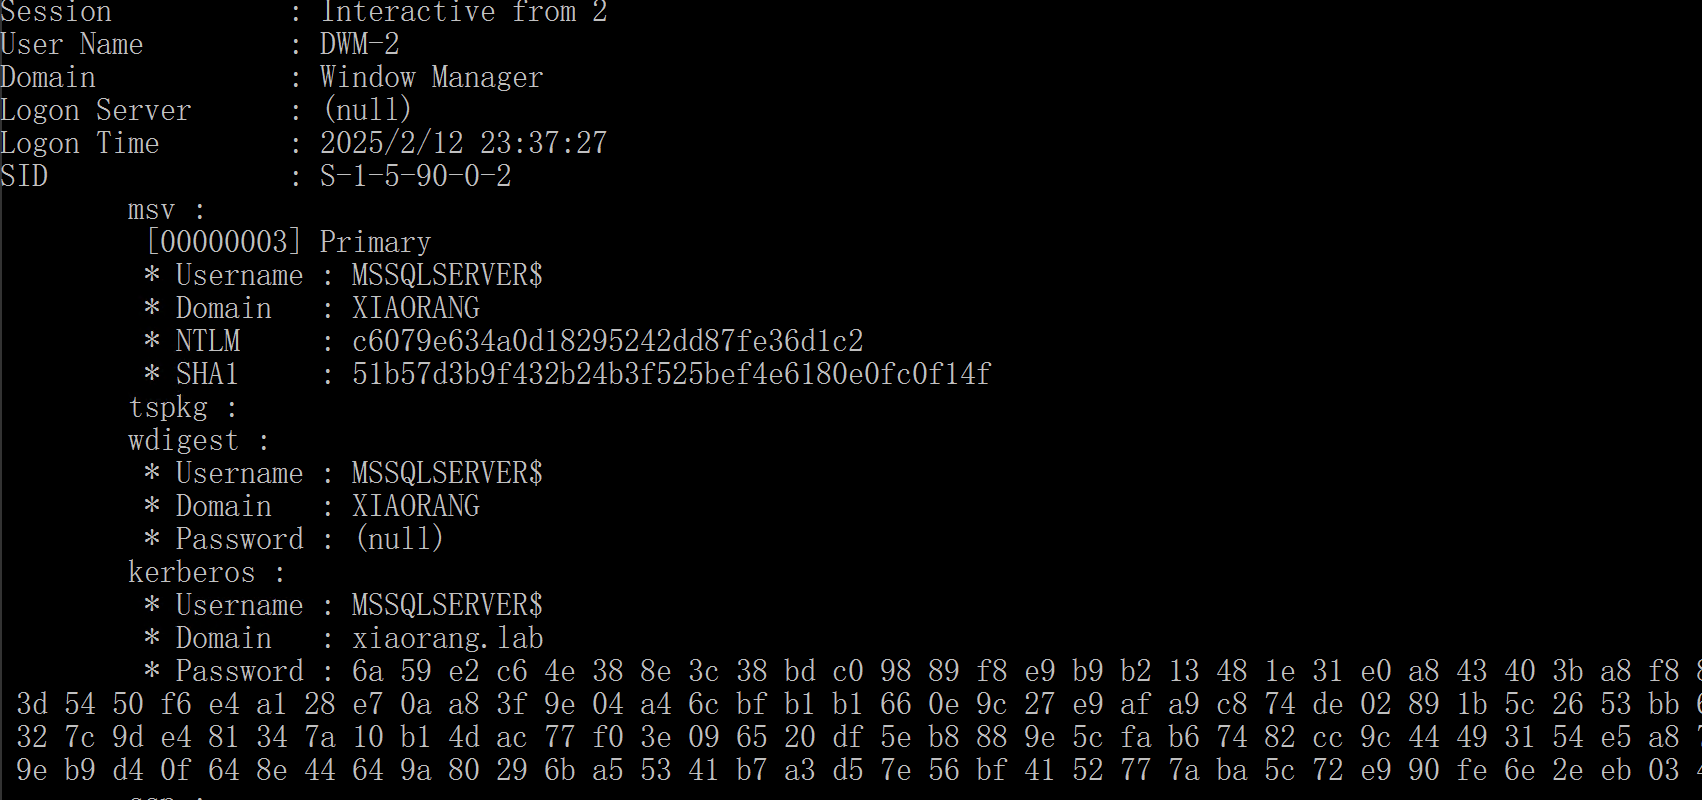 Session : Interactive from 2
User Name : DWM-2
Domain : Window Manager
Logon Server : (null)
Logon Time : 2025/2/12 23:37:27
SID : S-1-5-90-0-2
msv :
[00000003] Primary
* Username : MSSQLSERVER$
* Domain : XIAORANG
* NTLM : c6079e634a0d18295242dd87fe36d1c2
* SHA1 : 51b57d3b9f432b24b3f525bef4e6180e0fc0f14f
tspkg :
wdigest :
* Username : MSSQLSERVER$
* Domain : XIAORANG
* Password : (null)
kerberos :
* Username : MSSQLSERVER$
* Domain : xiaorang.lab
* Password : 6a 59 e2 c6 4e 38 8e 3c 38 bd c0 98 89 f8 e9 b9 b2 13 48 1e 31 e0 a8 43 40 3b a8 f8
3d 54 50 f6 e4 a1 28 e7 0a a8 3f 9e 04 a4 6c bf b1 b1 66 0e 9c 27 e9 af a9 c8 74 de 02 89 1b 5c 26 53 bb
32 7c 9d e4 81 34 7a 10 b1 4d ac 77 f0 3e 09 65 20 df 5e b8 88 9e 5c fa b6 74 82 cc 9c 44 49 31 54 e5 a8
9e b9 d4 0f 64 8e 44 64 9a 80 29 6b a5 53 41 b7 a3 d5 7e 56 bf 41 52 77 7a ba 5c 72 e9 90 fe 6e 2e eb 03